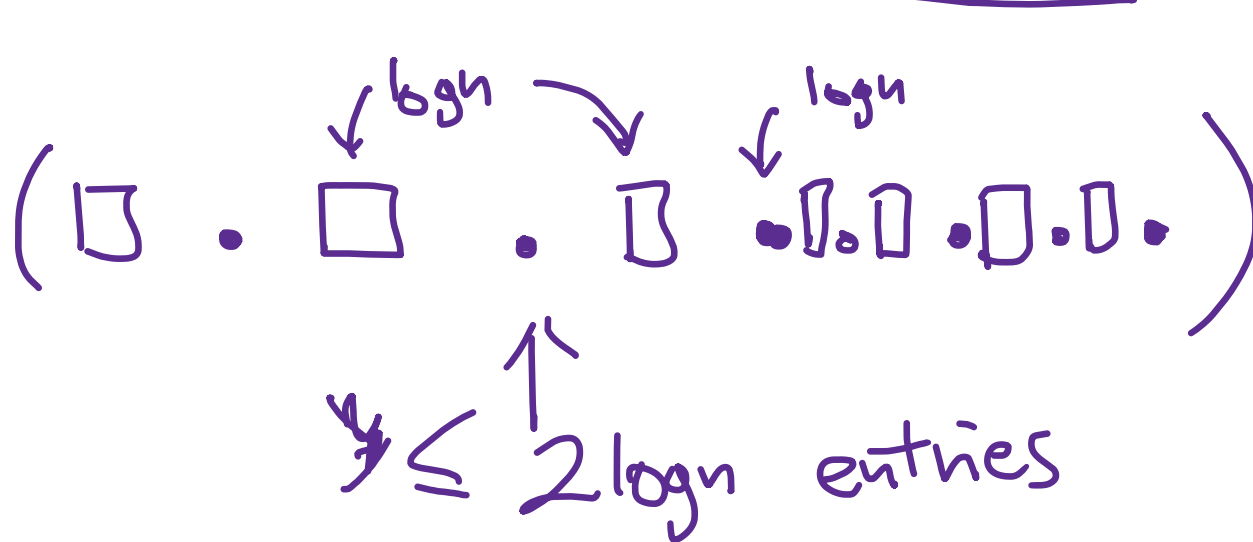 logn logn
( □ . □ . □ . □ . □ . □ . □ . )
≤ 2logn entries